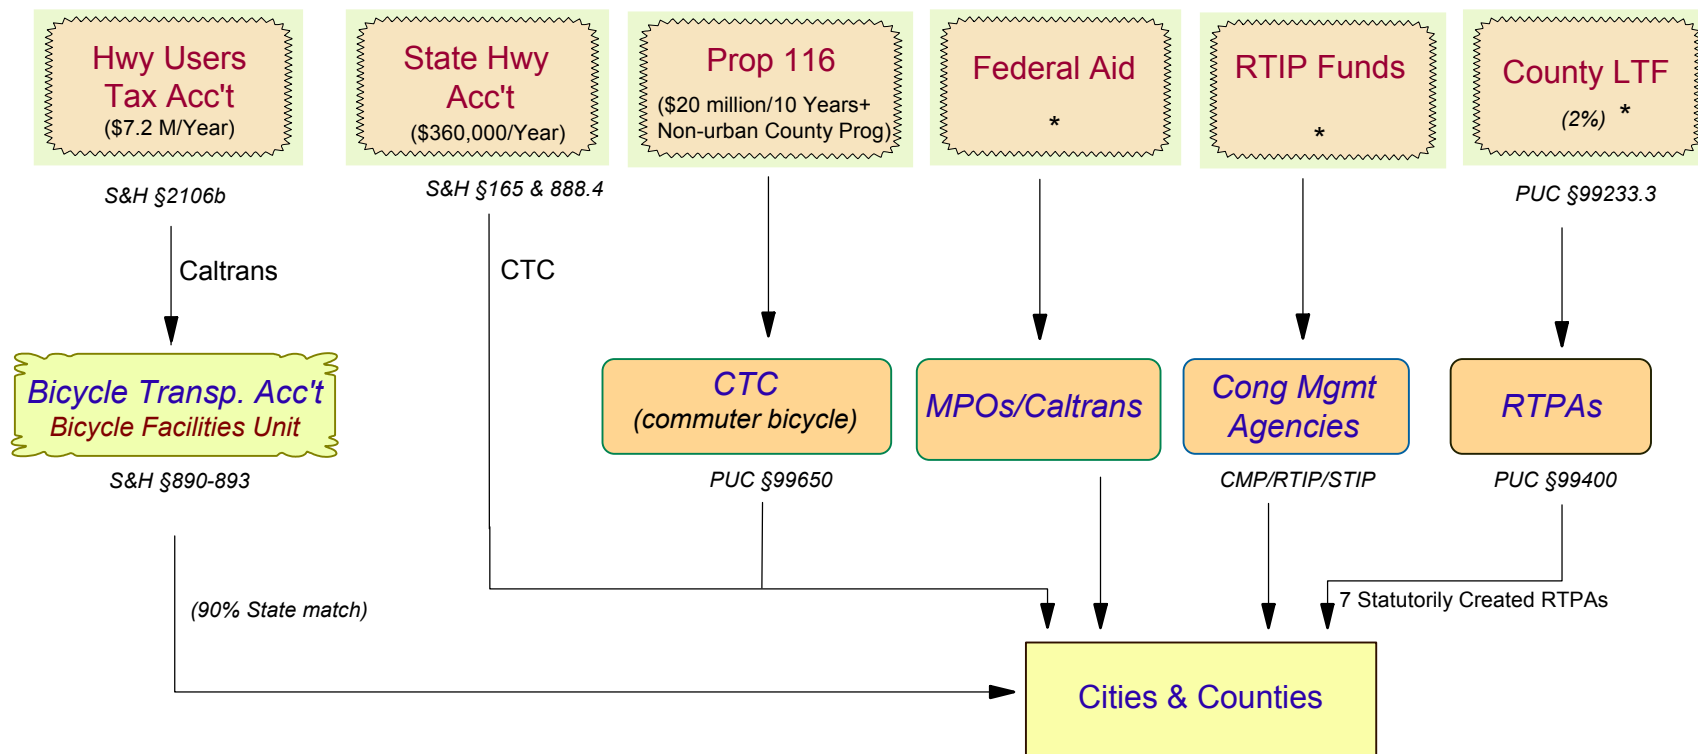 Hwy Users
Tax Acc't
($7.2 M/Year)
State Hwy
Acc't
($360,000/Year)
Prop 116
($20 million/10 Years+
Non-urban County Prog)
Federal Aid
*
RTIP Funds
*
County LTF
(2%) *
S&H §2106b
S&H §165 & 888.4
PUC §99233.3
Caltrans
CTC
Bicycle Transp. Acc't
Bicycle Facilities Unit
CTC
(commuter bicycle)
MPOs/Caltrans
Cong Mgmt
Agencies
RTPAs
S&H §890-893
PUC §99650
CMP/RTIP/STIP
PUC §99400
(90% State match)
7 Statutorily Created RTPAs
Cities & Counties